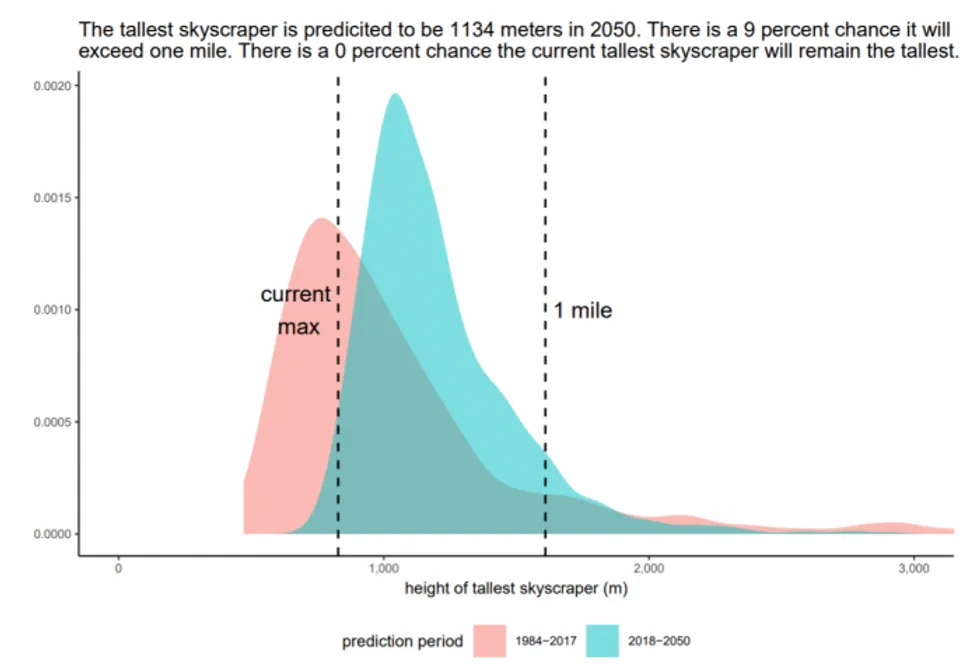 The tallest skyscraper is predicited to be 1134 meters in 2050. There is a 9 percent chance it will
exceed one mile. There is a 0 percent chance the current tallest skyscraper will remain the tallest.
0.0020
0.0015
0.0010
0.0005
0.0000
current
max
1 mile
0
1,000
2,000
3,000
height of tallest skyscraper (m)
prediction period
1984−2017
2018−2050